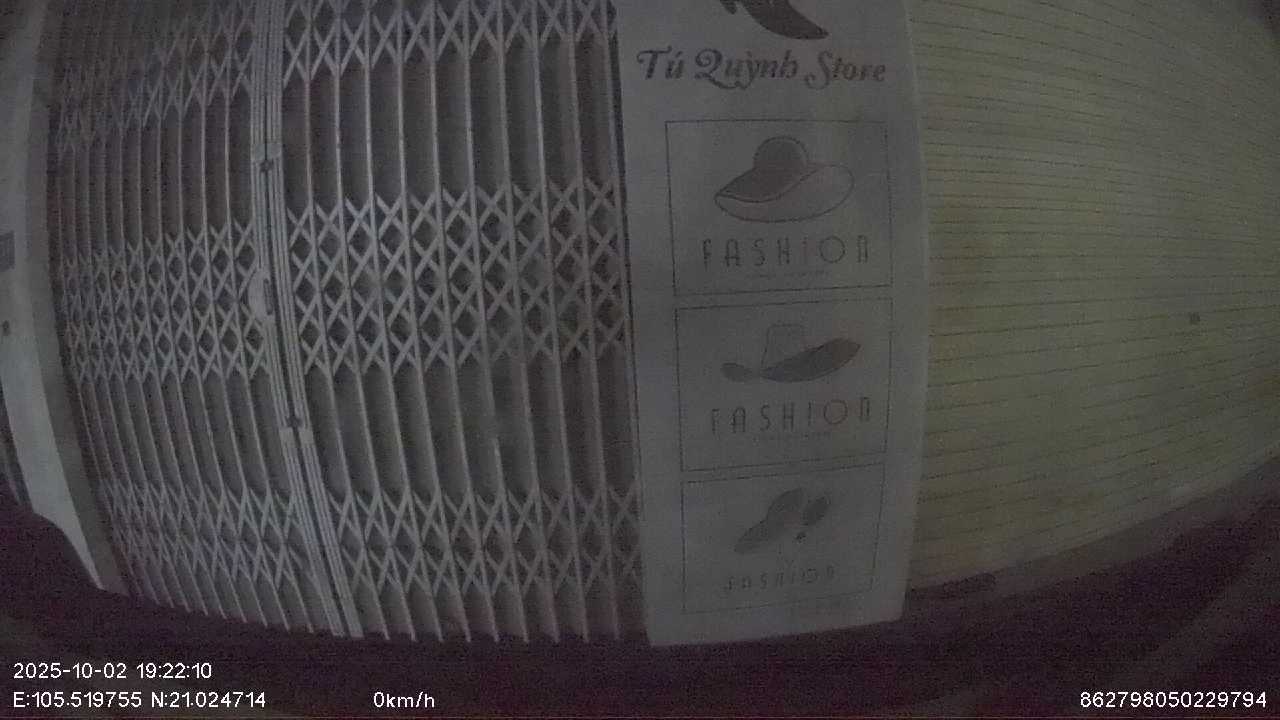 Tú Quỳnh Store
FASHION
FASHION
FASHION
2025-10-02 19:22:10
E:105.519755 N:21.024714
0km/h
862798050229794